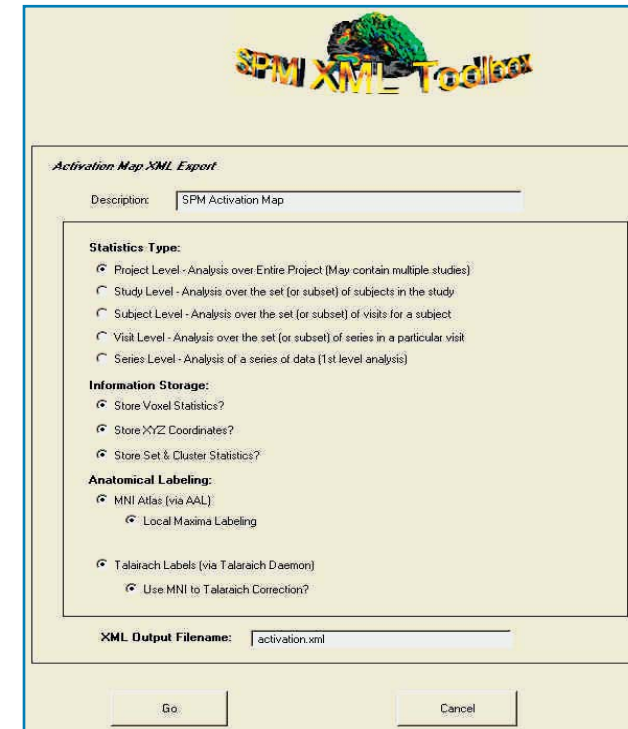 SPM XML Toolbox
Activation Map XML Export
Description: SPM Activation Map
Statistics Type:
Project Level - Analysis over Entire Project (May contain multiple studies)
Study Level - Analysis over the set (or subset) of subjects in the study
Subject Level - Analysis over the set (or subset) of visits for a subject
Visit Level - Analysis over the set (or subset) of series in a particular visit
Series Level - Analysis of a series of data (1st level analysis)
Information Storage:
Store Voxel Statistics?
Store XYZ Coordinates?
Store Set & Cluster Statistics?
Anatomical Labeling:
MNI Atlas (via AAL)
Local Maxima Labeling
Talairach Labels (via Talaraich Daemon)
Use MNI to Talaraich Correction?
XML Output Filename: activation.xml
Go Cancel